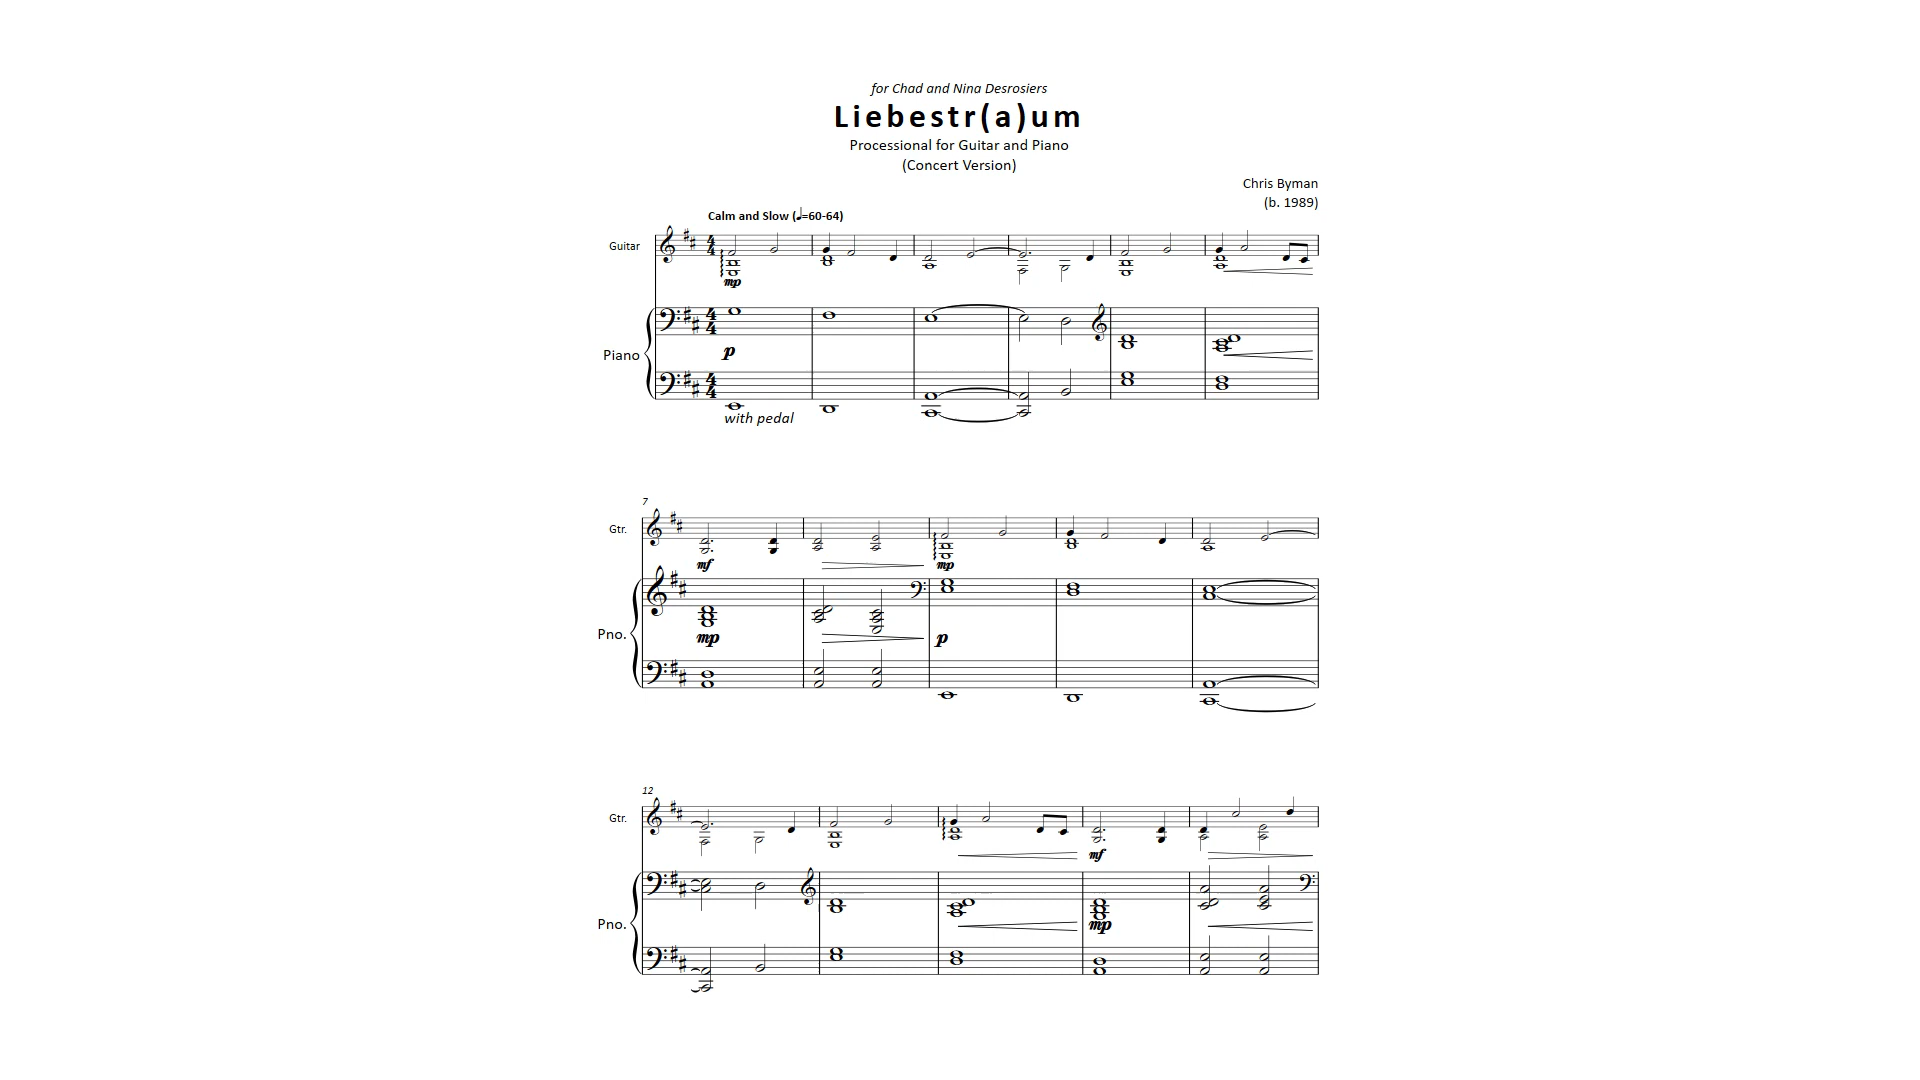 for Chad and Nina Desrosiers
Liebestr(a)um
Processional for Guitar and Piano
(Concert Version)
Chris Byman
(b. 1989)
Calm and Slow (♩=60-64)
Guitar
mp
Piano
p
with pedal
7
Gtr.
mf
mp
Pno.
mp
p
12
Gtr.
mf
Pno.
mp